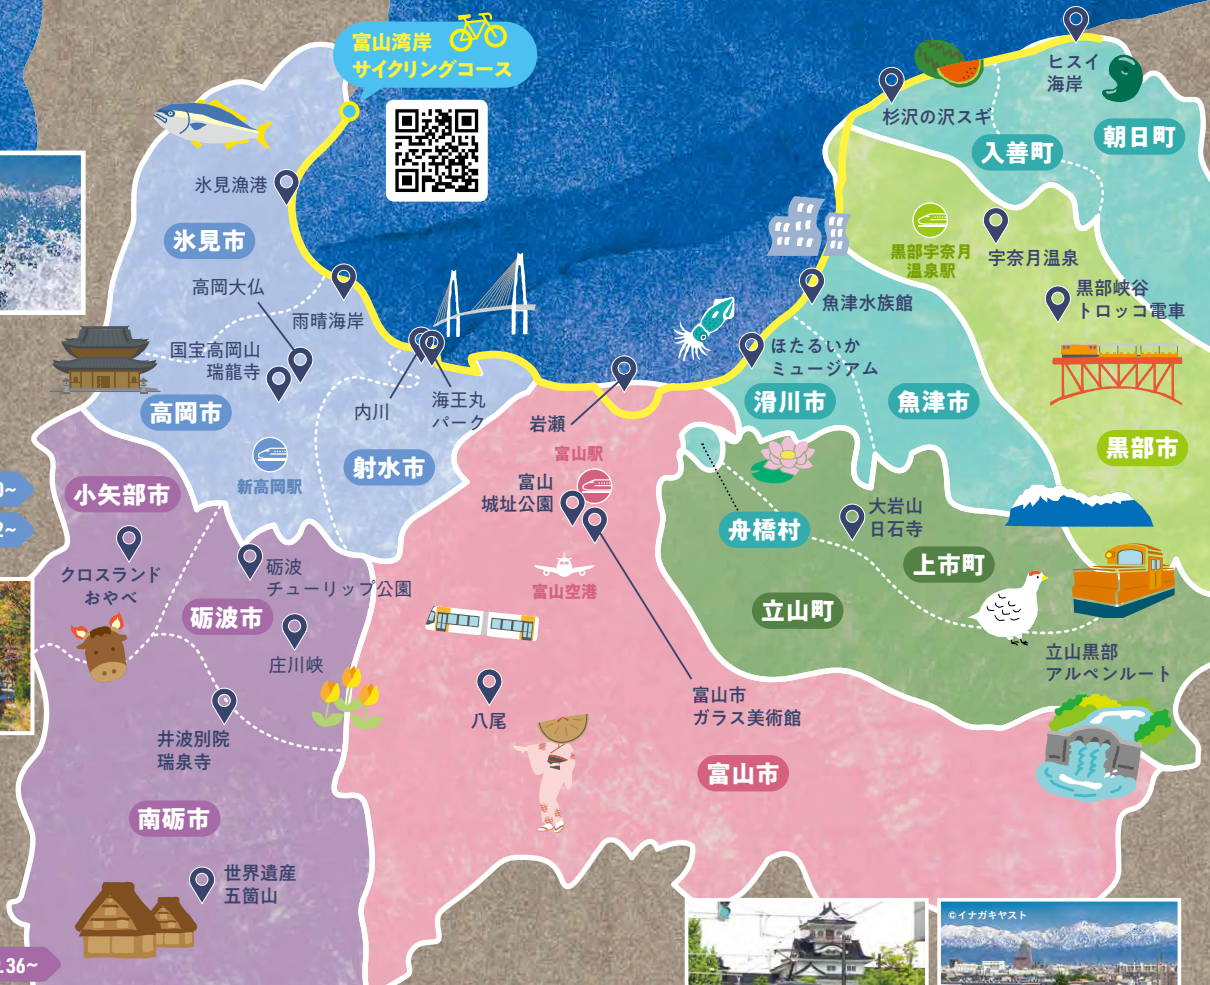 富山湾岸
サイクリングコース
ヒスイ
海岸
杉沢の沢スギ
入善町
朝日町
氷見漁港
氷見市
高岡大仏
雨晴海岸
国宝高岡山
瑞龍寺
高岡市
内川
海王丸
パーク
新高岡駅
射水市
黒部宇奈月
温泉駅
宇奈月温泉
黒部峡谷
トロッコ電車
魚津水族館
ほたるいか
ミュージアム
滑川市
魚津市
黒部市
岩瀬
富山駅
富山
城址公園
富山空港
舟橋村
大岩山
日石寺
上市町
立山町
立山黒部
アルペンルート
小矢部市
クロスランド
おやべ
砺波
チューリップ公園
砺波市
庄川峡
井波別院
瑞泉寺
八尾
富山市
ガラス美術館
富山市
南砺市
世界遺産
五箇山
0~
2~
.36~
©イナガキヤスト